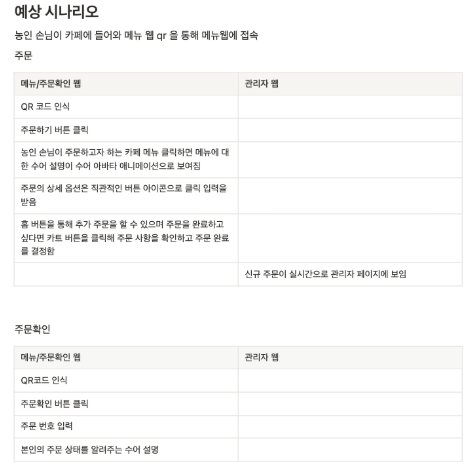 예상 시나리오
농인 손님이 카페에 들어와 메뉴 웹 qr 을 통해 메뉴웹에 접속
주문
메뉴/주문확인 웹
관리자 웹
QR 코드 인식
주문하기 버튼 클릭
농인 손님이 주문하고자 하는 카페 메뉴 클릭하면 메뉴에 대
한 수어 설명이 수어 아바타 애니메이션으로 보여짐
주문의 상세 옵션은 직관적인 버튼 아이콘으로 클릭 입력을
받음
홈 버튼을 통해 추가 주문을 할 수 있으며 주문을 완료하고
싶다면 카트 버튼을 클릭해 주문 사항을 확인하고 주문 완료
를 결정함
신규 주문이 실시간으로 관리자 페이지에 보임
주문확인
메뉴/주문확인 웹
관리자 웹
QR코드 인식
주문확인 버튼 클릭
주문 번호 입력
본인의 주문 상태를 알려주는 수어 설명